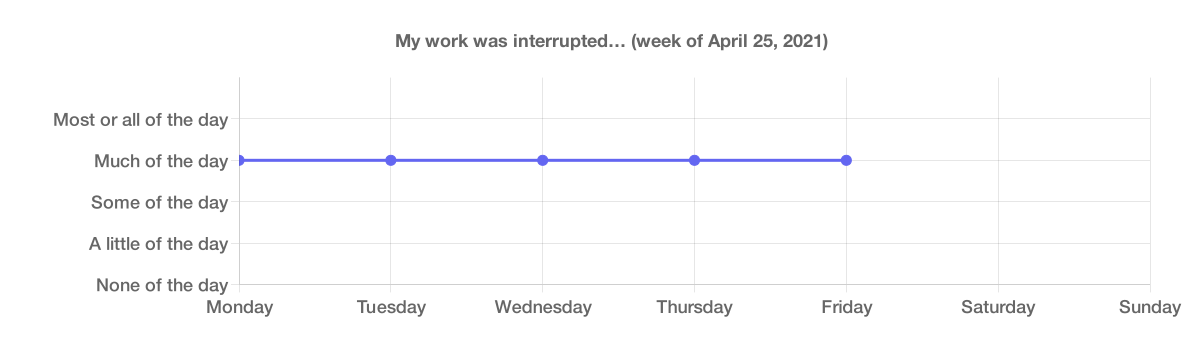 My work was interrupted… (week of April 25, 2021)
Most or all of the day
Much of the day
Some of the day
A little of the day
None of the day
Monday Tuesday Wednesday Thursday Friday Saturday Sunday